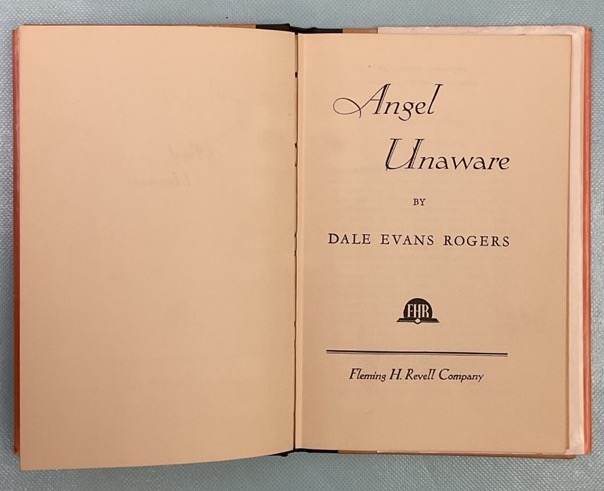 Angel
Unaware
BY
DALE EVANS ROGERS
FHR
Fleming H. Revell Company